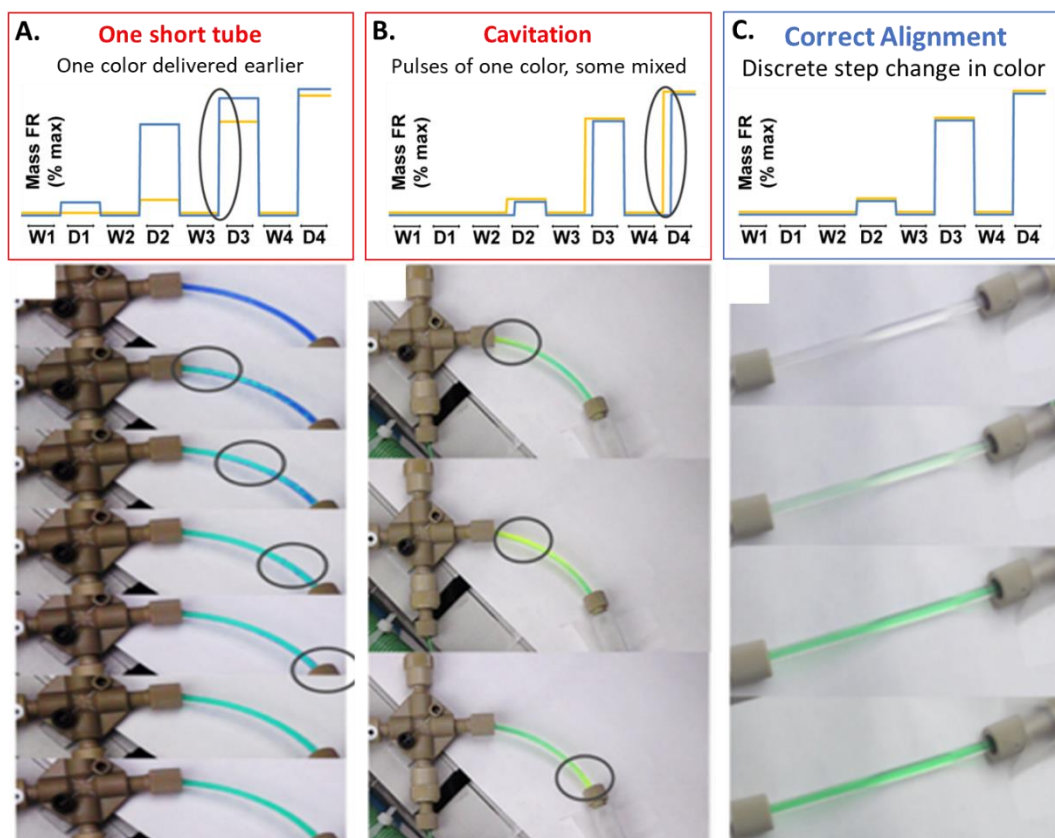 A.
One short tube
One color delivered earlier
Mass FR
(% max)
W1 D1 W2 D2 W3 D3 W4 D4
B.
Cavitation
Pulses of one color, some mixed
Mass FR
(% max)
W1 D1 W2 D2 W3 D3 W4 D4
C.
Correct Alignment
Discrete step change in color
Mass FR
(% max)
W1 D1 W2 D2 W3 D3 W4 D4